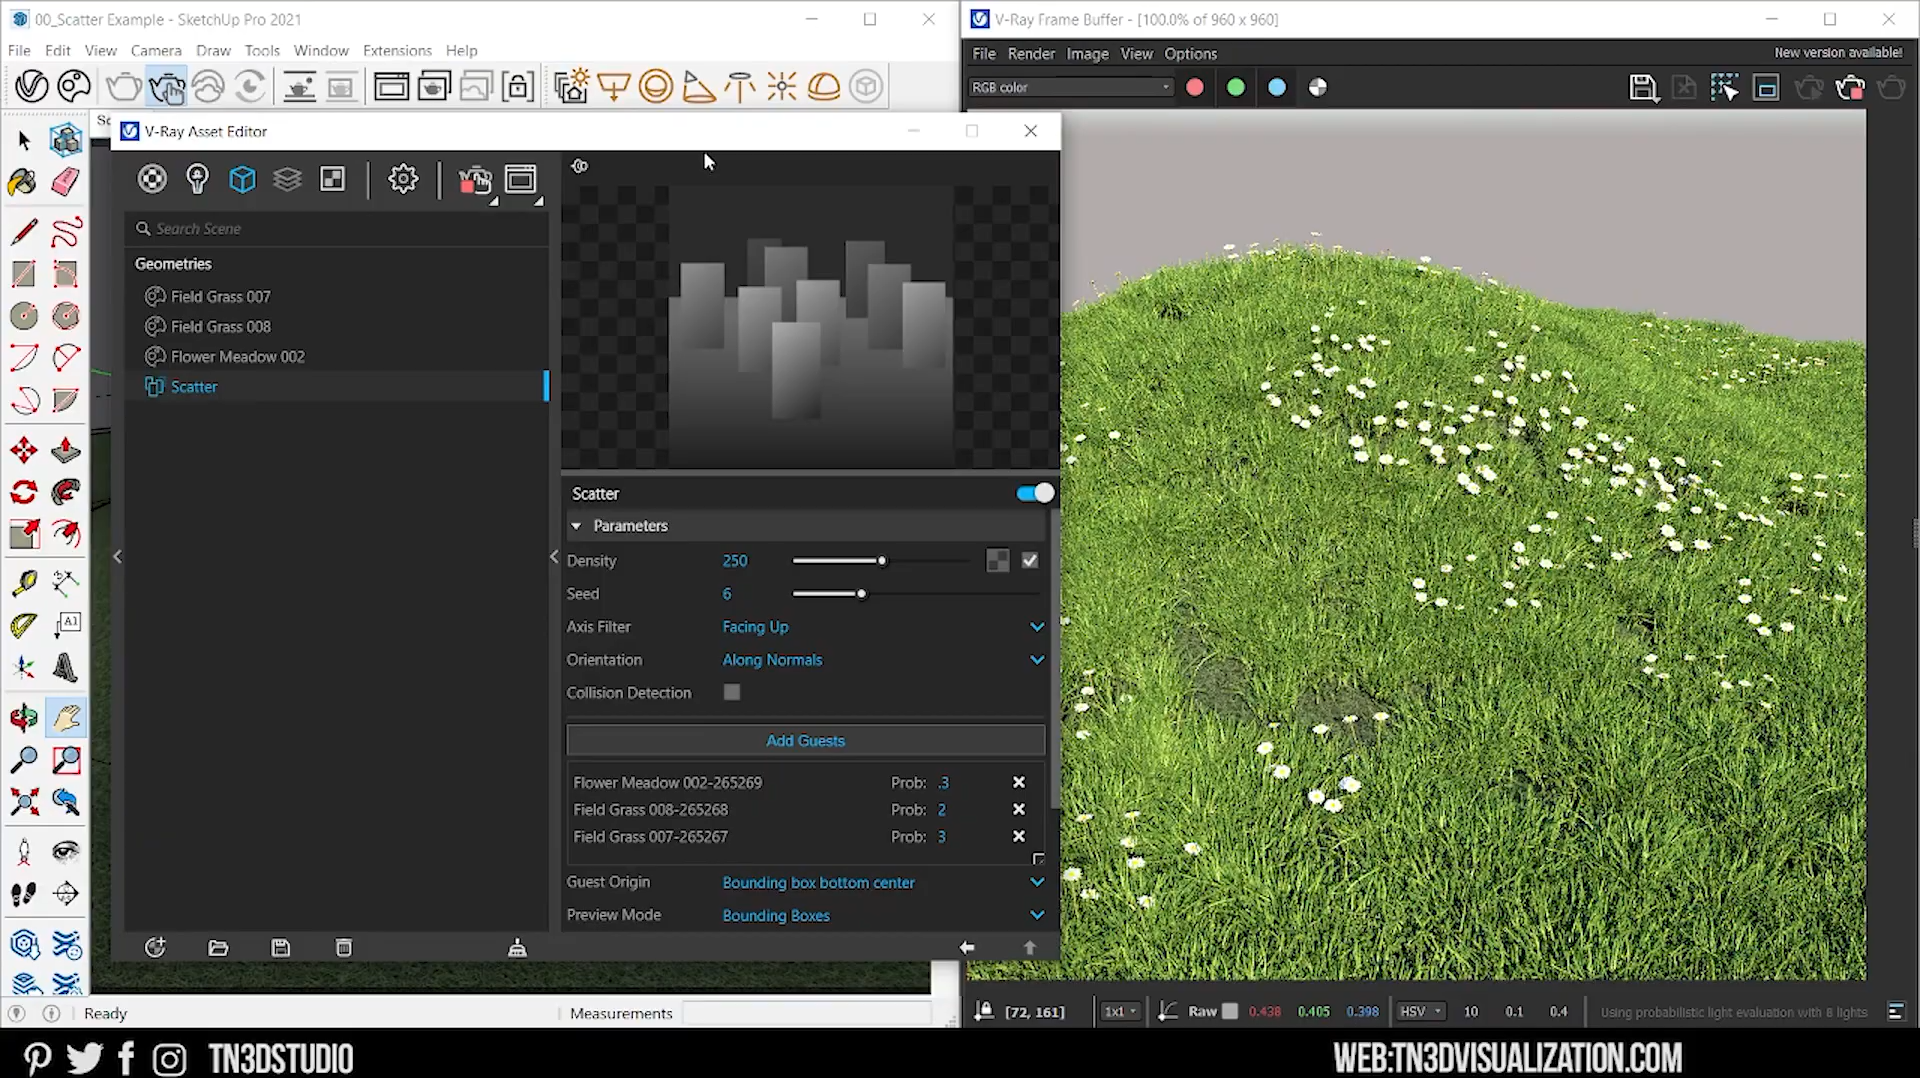 00_Scatter Example - SketchUp Pro 2021
File Edit View Camera Draw Tools Window Extensions Help
V-Ray Frame Buffer - [100.0% of 960 x 960]
File Render Image View Options
New version available!
RGB color
V-Ray Asset Editor
Search Scene
Geometries
Field Grass 007
Field Grass 008
Flower Meadow 002
Scatter
Scatter
Parameters
Density 250
Seed 6
Axis Filter Facing Up
Orientation Along Normals
Collision Detection
Add Guests
Flower Meadow 002-265269 Prob: .3
Field Grass 008-265268 Prob: 2
Field Grass 007-265267 Prob: 3
Guest Origin Bounding box bottom center
Preview Mode Bounding Boxes
Ready
Measurements
[72, 161] 1x1 Raw 0.438 0.405 0.398 HSV 10 0.1 0.4 Using probabilistic light evaluation with 8 lights
TN3DSTUDIO
WEB:TN3DVISUALIZATION.COM